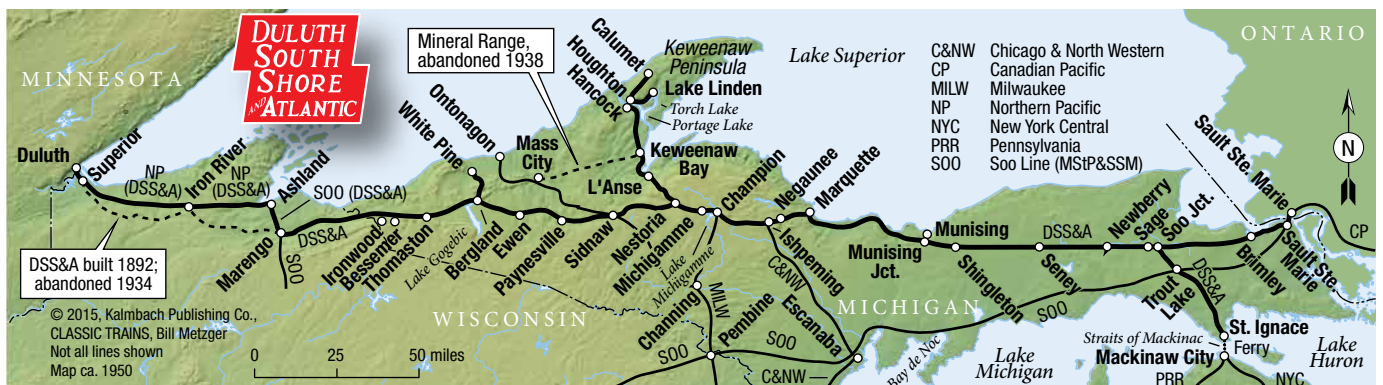 DULUTH
SOUTH
SHORE
AND ATLANTIC
MINNESOTA
Mineral Range,
abandoned 1938
Calumet
Houghton
Hancock
Keweenaw
Peninsula
Lake Linden
Torch Lake
Portage Lake
Lake Superior
C&NW Chicago & North Western
CP Canadian Pacific
MILW Milwaukee
NP Northern Pacific
NYC New York Central
PRR Pennsylvania
SOO Soo Line (MStP&SSM)
ONTARIO
N
Duluth
Superior
NP
(DSS&A)
Iron River
NP
(DSS&A)
Ashland
SOO (DSS&A)
White Pine
Ontonagon
Mass
City
Keweenaw
Bay
L'Anse
Champion
Negaunee
Marquette
Munising
Munising
Jct.
DSS&A
Newberry
Sage
Soo Jct.
Sault Ste.
Marie
CP
Sault Ste.
Marie
Brimley
DSS&A built 1892;
abandoned 1934
Marengo
SOO
DSS&A
Ironwood
Bessemer
Thomaston
Lake Gogebic
Bergland
Ewen
Paynesville
Sidnaw
Nestoria
Michigamme
Lake
Michigamme
Ishpeming
C&NW
Shingleton
Seney
Trout
Lake
DSS&A
Channing
MILW
Pembine
Escanaba
MICHIGAN
SOO
WISCONSIN
SOO
SOO
C&NW
Bay de Noc
Lake
Michigan
Straits of Mackinac
St. Ignace
Ferry
Mackinaw City
PRR
NYC
Lake
Huron
© 2015, Kalmbach Publishing Co.,
CLASSIC TRAINS, Bill Metzger
Not all lines shown
Map ca. 1950
0 25 50 miles